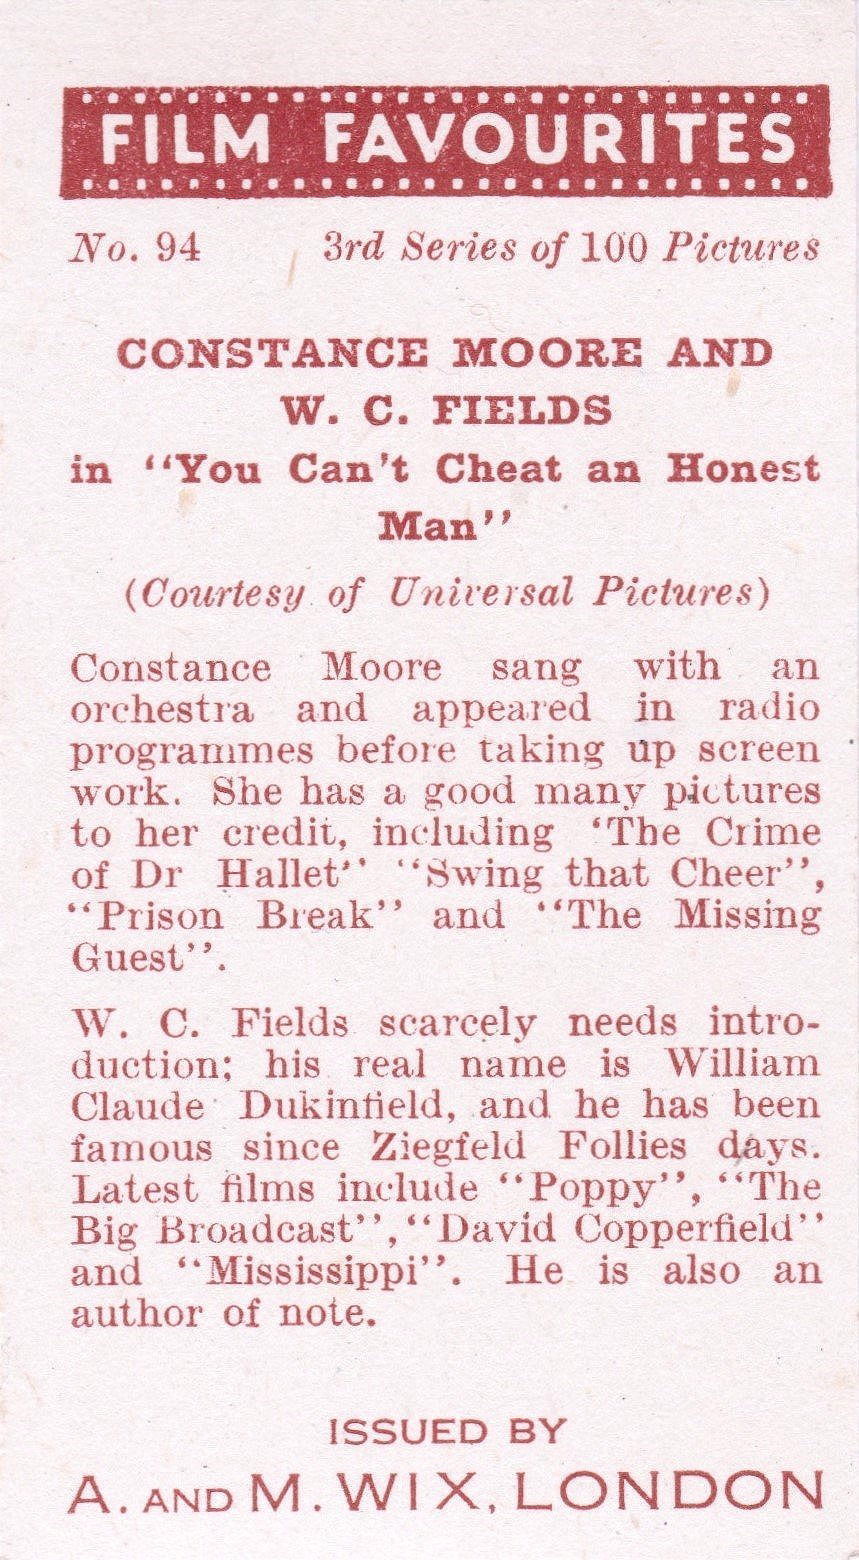 FILM FAVOURITES
No. 94 3rd Series of 100 Pictures
CONSTANCE MOORE AND
W. C. FIELDS
in "You Can't Cheat an Honest
Man"
(Courtesy of Universal Pictures)
Constance Moore sang with an
orchestra and appeared in radio
programmes before taking up screen
work. She has a good many pictures
to her credit, including 'The Crime
of Dr Hallet" "Swing that Cheer",
"Prison Break" and "The Missing
Guest".
W. C. Fields scarcely needs intro-
duction; his real name is William
Claude Dukinfield, and he has been
famous since Ziegfeld Follies days.
Latest films include "Poppy", "The
Big Broadcast", "David Copperfield"
and "Mississippi". He is also an
author of note.
ISSUED BY
A. AND M. WIX, LONDON